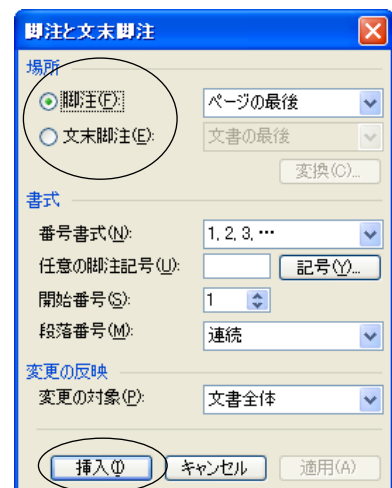 脚注と文末脚注
場所
脚注(F): ページの最後
文末脚注(E): 文書の最後
変換(C)...
書式
番号書式(N): 1, 2, 3, …
任意の脚注記号(U): 記号(Y)...
開始番号(S): 1
段落番号(M): 連続
変更の反映
変更の対象(P): 文書全体
挿入(I) キャンセル 適用(A)